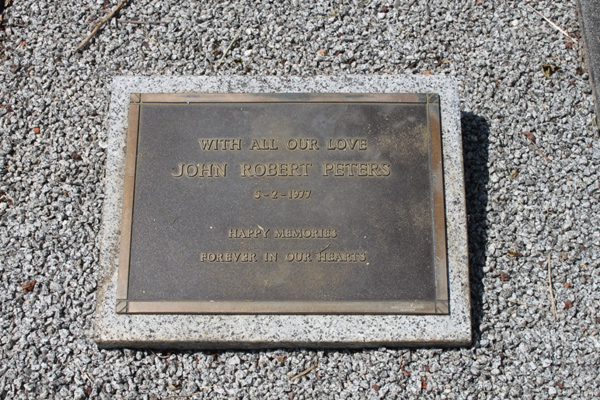 WITH ALL OUR LOVE
JOHN ROBERT PETERS
5-2-1977
HAPPY MEMORIES
FOREVER IN OUR HEARTS